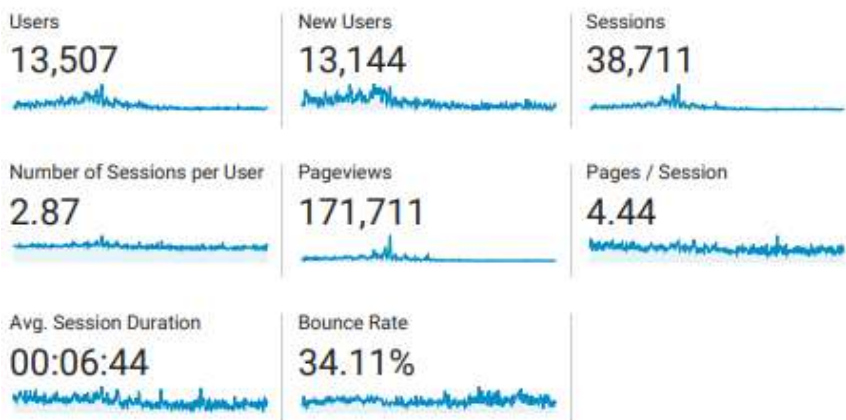 Users
13,507
New Users
13,144
Sessions
38,711
Number of Sessions per User
2.87
Pageviews
171,711
Pages / Session
4.44
Avg. Session Duration
00:06:44
Bounce Rate
34.11%